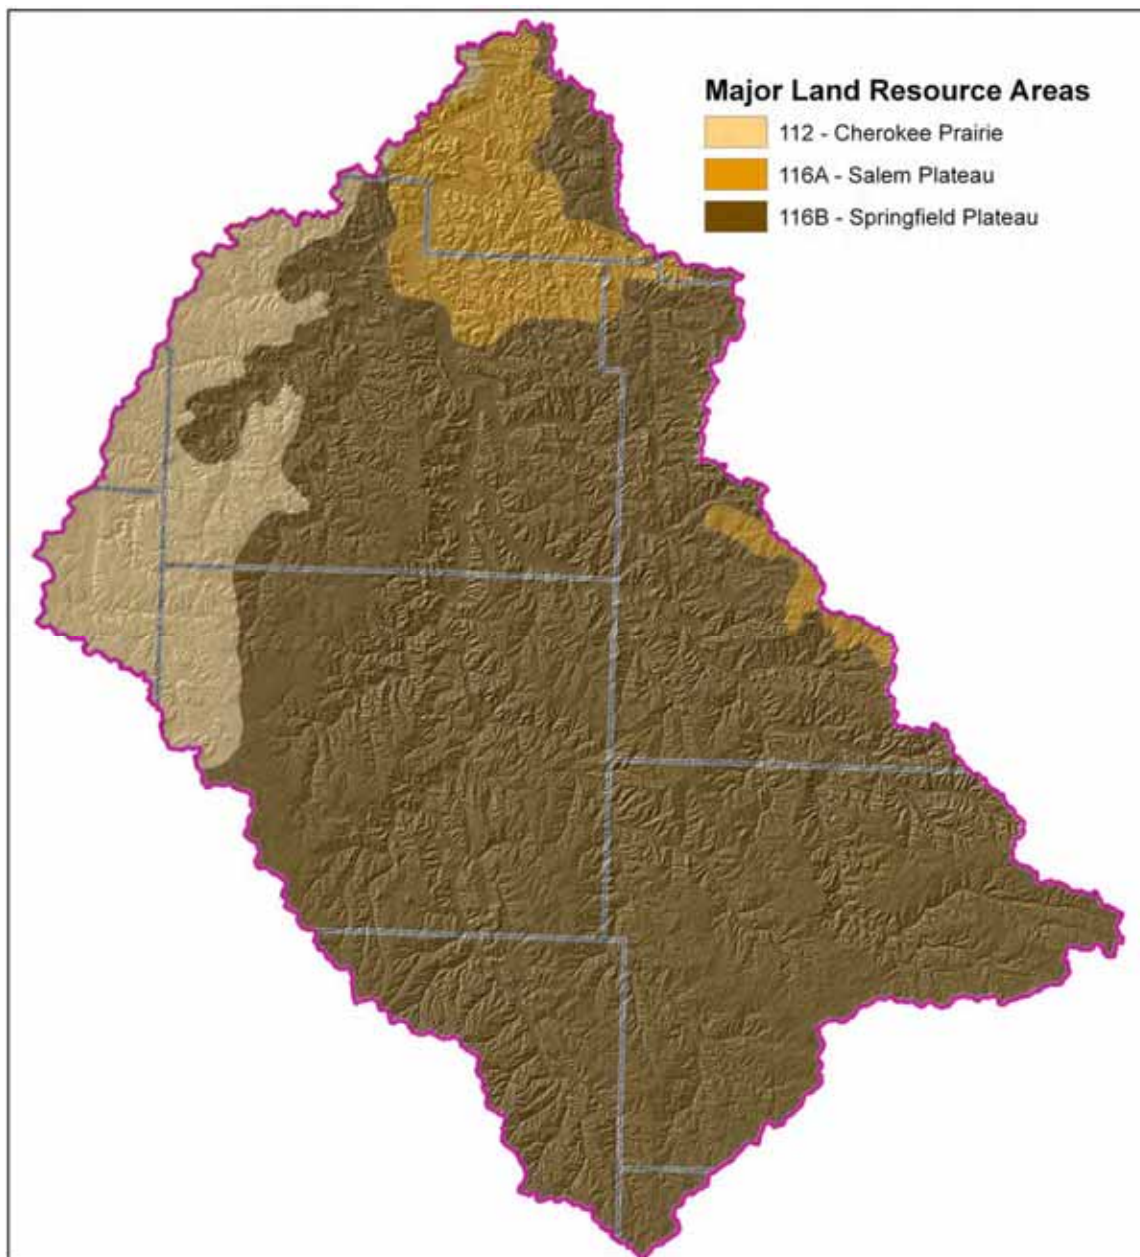 Major Land Resource Areas
112 - Cherokee Prairie
116A - Salem Plateau
116B - Springfield Plateau